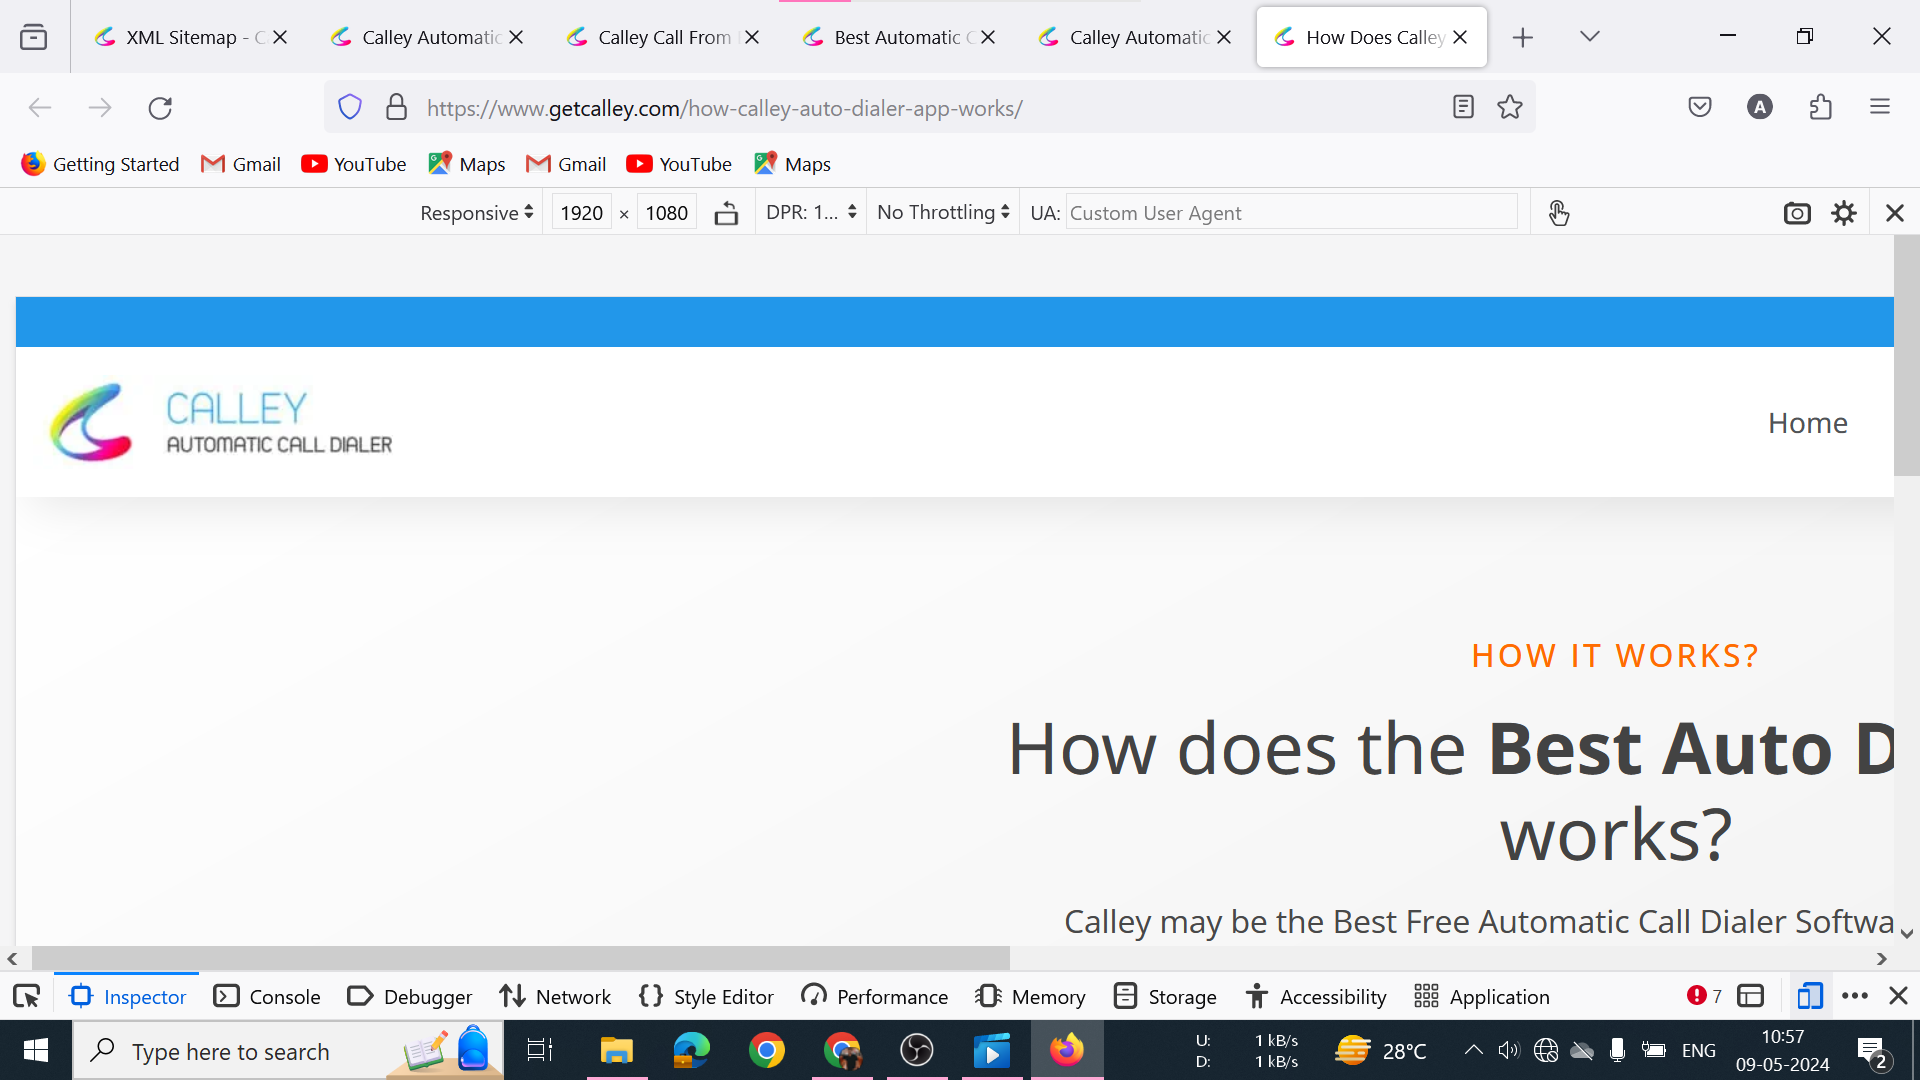 XML Sitemap - C
Calley Automatic
Calley Call From
Best Automatic C
Calley Automatic
How Does Calley
https://www.getcalley.com/how-calley-auto-dialer-app-works/
A
Getting Started
Gmail
YouTube
Maps
Gmail
YouTube
Maps
Responsive
1920 × 1080
DPR: 1...
No Throttling
UA: Custom User Agent
CALLEY
AUTOMATIC CALL DIALER
Home
HOW IT WORKS?
How does the Best Auto D
works?
Calley may be the Best Free Automatic Call Dialer Softwa
Inspector
Console
Debugger
Network
Style Editor
Performance
Memory
Storage
Accessibility
Application
7
Type here to search
U: 1 kB/s
D: 1 kB/s
28°C
ENG
10:57
09-05-2024
2